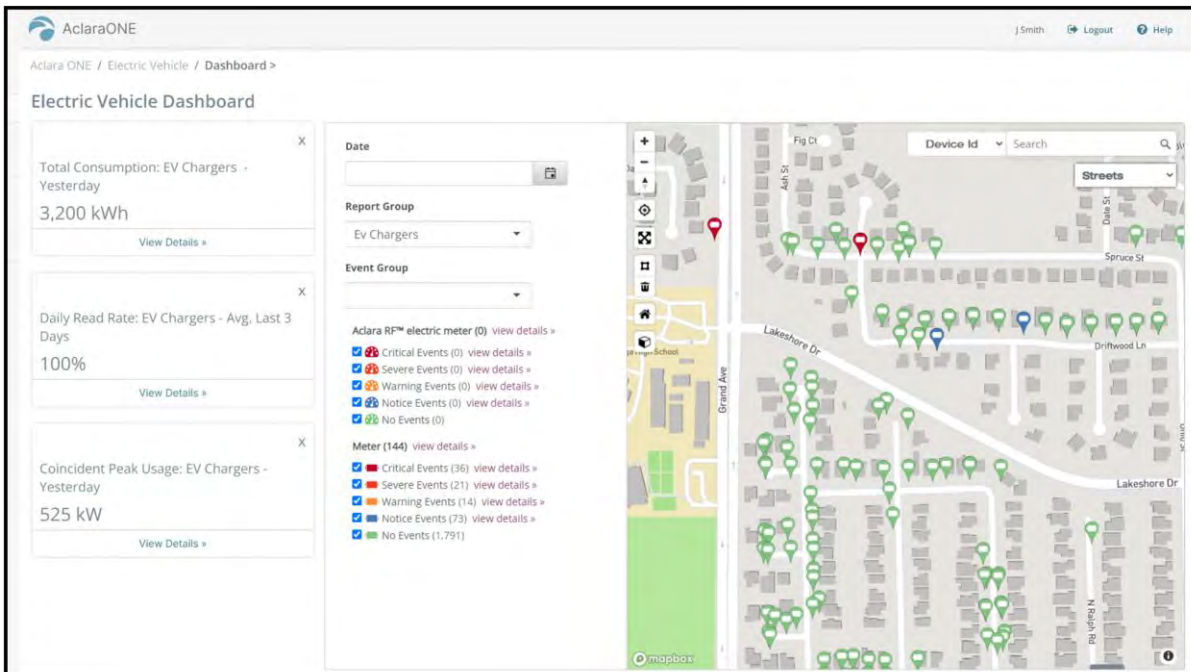 AclaraONE
J Smith Logout Help
Aclara ONE / Electric Vehicle / Dashboard >
Electric Vehicle Dashboard
X
Total Consumption: EV Chargers -
Yesterday
3,200 kWh
View Details »
X
Daily Read Rate: EV Chargers - Avg. Last 3
Days
100%
View Details »
X
Coincident Peak Usage: EV Chargers -
Yesterday
525 kW
View Details »
Date
Report Group
Ev Chargers
Event Group
Aclara RF™ electric meter (0) view details »
Critical Events (0) view details »
Severe Events (0) view details »
Warning Events (0) view details »
Notice Events (0) view details »
No Events (0)
Meter (144) view details »
Critical Events (36) view details »
Severe Events (21) view details »
Warning Events (14) view details »
Notice Events (73) view details »
No Events (1,791)
Device Id Search
Streets
Fig Ct
Ash St
Dale St
Spruce St
Lakeshore Dr
Driftwood Ln
High School
Grand Ave
Lakeshore Dr
N Ralph Rd
mapbox